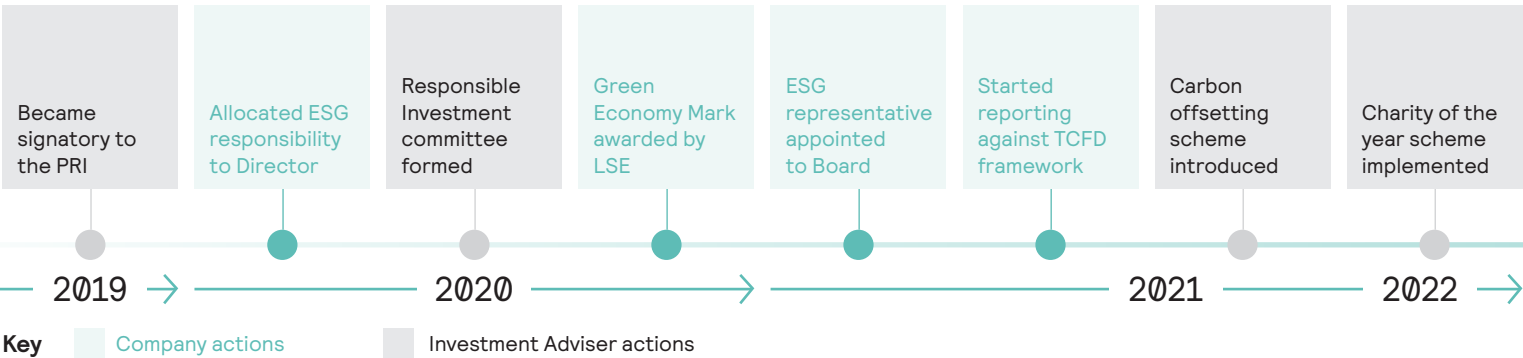 Became
signatory to
the PRI
Allocated ESG
responsibility
to Director
Responsible
Investment
committee
formed
Green
Economy Mark
awarded by
LSE
ESG
representative
appointed
to Board
Started
reporting
against TCFD
framework
Carbon
offsetting
scheme
introduced
Charity of the
year scheme
implemented
2019
2020
2021
2022
Key
Company actions
Investment Adviser actions